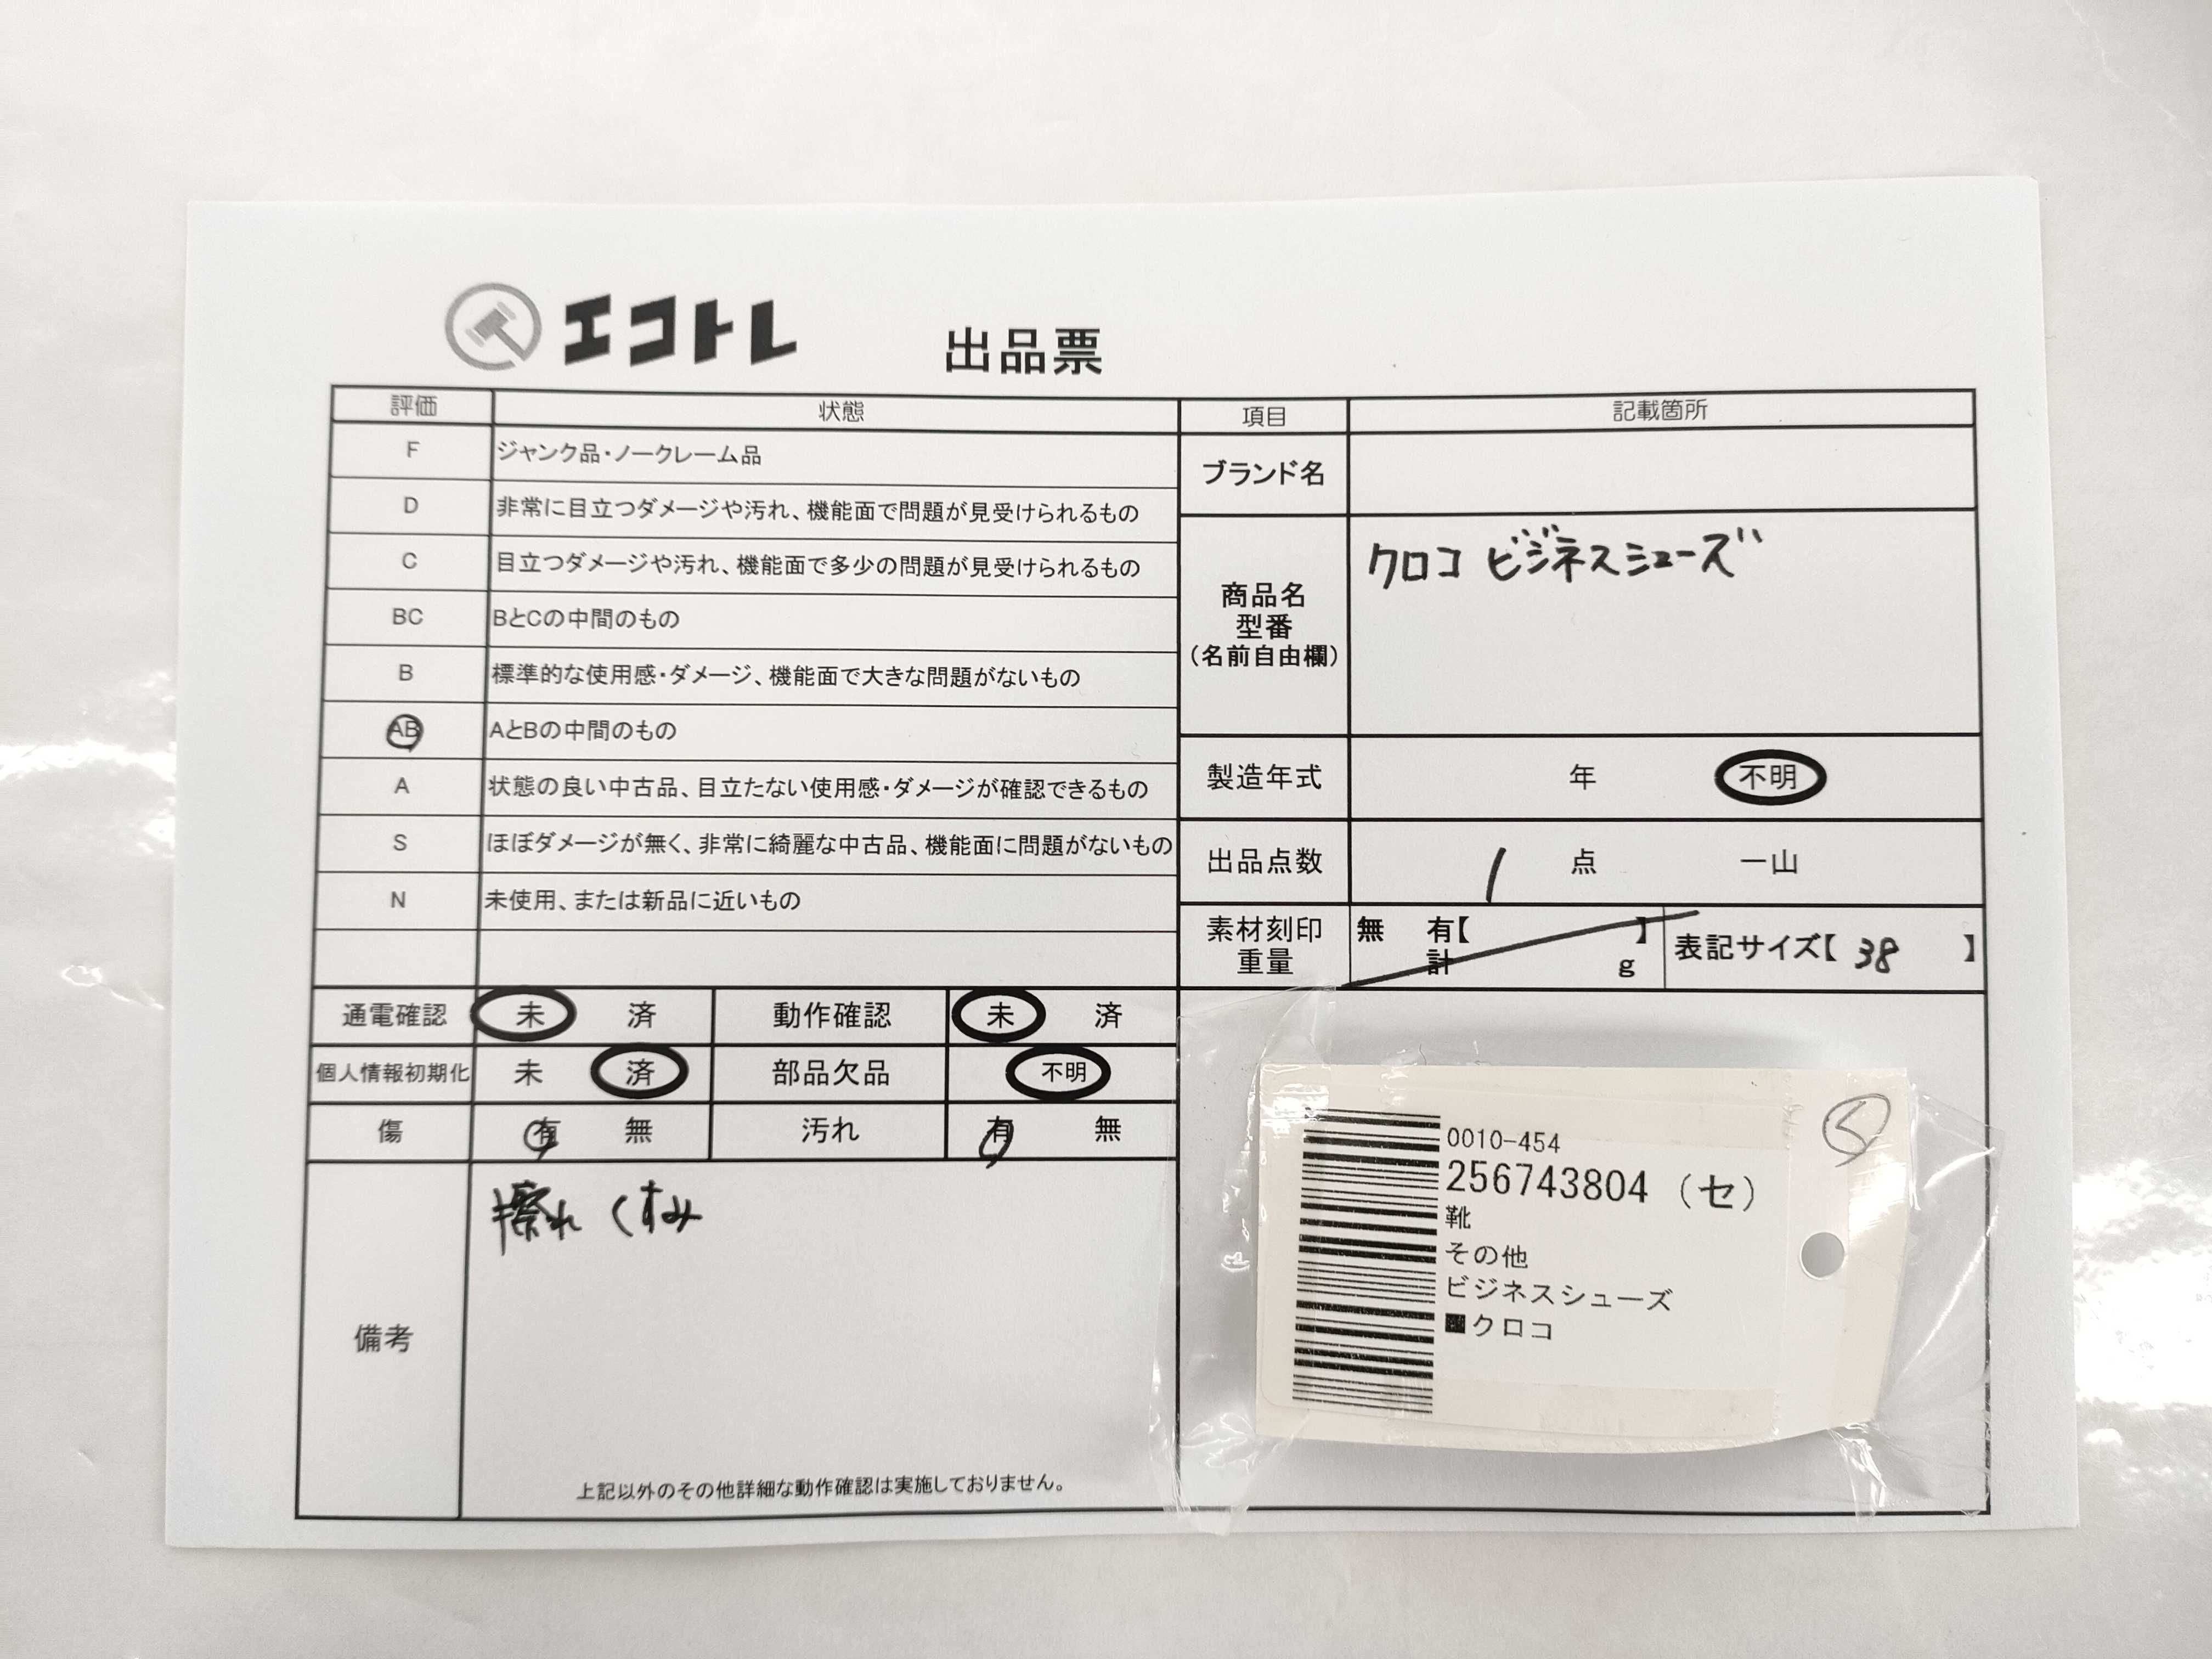 エコトレ
出品票
評価 状態
F ジャンク品・ノークレーム品
D 非常に目立つダメージや汚れ、機能面で問題が見受けられるもの
C 目立つダメージや汚れ、機能面で多少の問題が見受けられるもの
BC BとCの中間のもの
B 標準的な使用感・ダメージ、機能面で大きな問題がないもの
AB AとBの中間のもの
A 状態の良い中古品、目立たない使用感・ダメージが確認できるもの
S ほぼダメージが無く、非常に綺麗な中古品、機能面に問題がないもの
N 未使用、または新品に近いもの
項目 記載箇所
ブランド名
商品名 クロコ ビジネスシューズ
型番
(名前自由欄)
製造年式 年 不明
出品点数 1 点 一山
素材刻印 無 有【 】
重量 計 g
表記サイズ【 38 】
通電確認 未 済 動作確認 未 済
個人情報初期化 未 済 部品欠品 不明
傷 有 無 汚れ 有 無
備考 擦れ くすみ
上記以外のその他詳細な動作確認は実施しておりません。
0010-454
256743804 (セ)
靴
その他
ビジネスシューズ
■クロコ